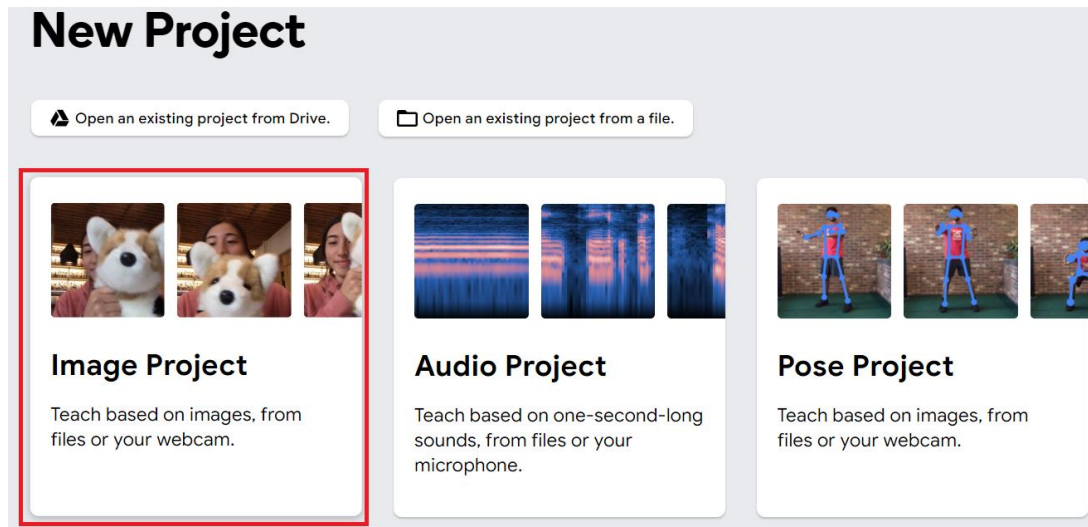 New Project
Open an existing project from Drive.
Open an existing project from a file.
Image Project
Teach based on images, from
files or your webcam.
Audio Project
Teach based on one-second-long
sounds, from files or your
microphone.
Pose Project
Teach based on images, from
files or your webcam.